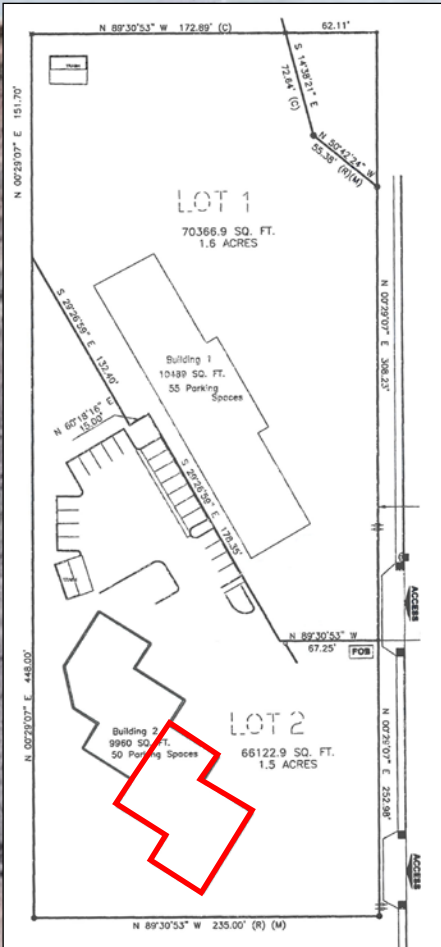 N 89'30'53" W 172.89' (C)
62.11'
S 14'38'21" E
72.64' (C)
N 50'42'24" W
55.38' (R)(M)
N 00'29'07" E 151.70'
LOT 1
70366.9 SQ. FT.
1.6 ACRES
S 29'26'59" E 132.40'
N 00'29'07" E 308.23'
Building 1
10489 SQ. FT.
55 Parking
Spaces
N 60'18'16" E
15.00'
S 29'26'59" E 178.35'
ACCESS
N 89'30'53" W
67.25'
POB
N 00'29'07" E 448.00'
Building 2
9960 SQ. FT.
50 Parking Spaces
LOT 2
66122.9 SQ. FT.
1.5 ACRES
N 00'29'07" E 252.98'
ACCESS
N 89'30'53" W 235.00' (R) (M)